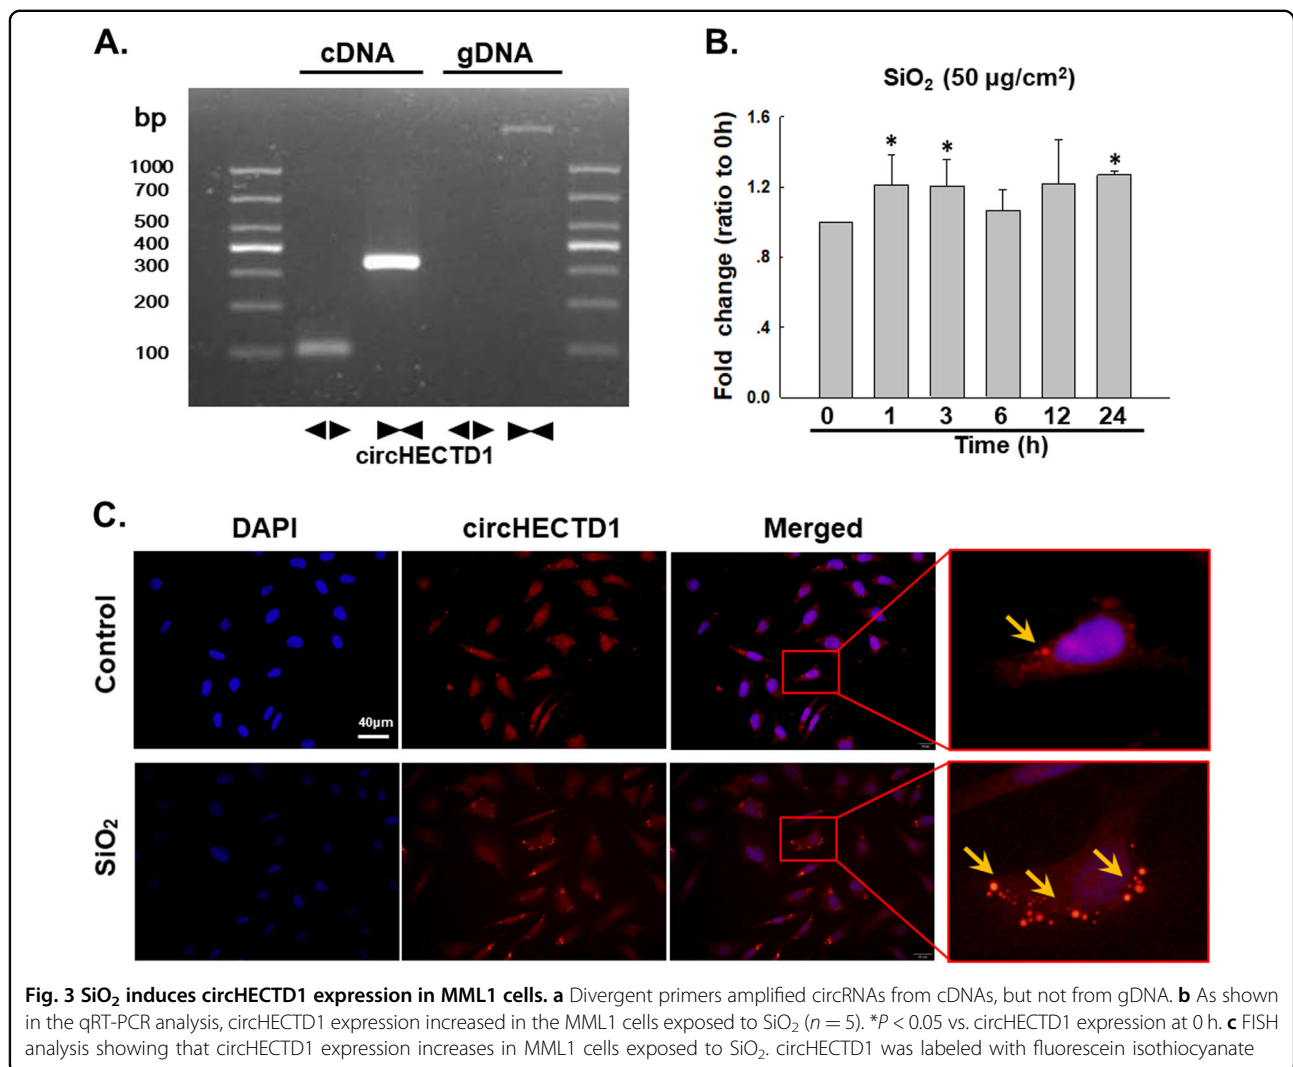 A.
cDNA gDNA
bp
1000
700
500
400
300
200
100
circHECTD1
B.
SiO₂ (50 µg/cm²)
Fold change (ratio to 0h)
1.6
1.2
.8
.4
0.0
* * *
0 1 3 6 12 24
Time (h)
C.
DAPI circHECTD1 Merged
Control
40µm
SiO₂
Fig. 3 SiO₂ induces circHECTD1 expression in MML1 cells. a Divergent primers amplified circRNAs from cDNAs, but not from gDNA. b As shown
in the qRT-PCR analysis, circHECTD1 expression increased in the MML1 cells exposed to SiO₂ (n = 5). *P < 0.05 vs. circHECTD1 expression at 0 h. c FISH
analysis showing that circHECTD1 expression increases in MML1 cells exposed to SiO₂. circHECTD1 was labeled with fluorescein isothiocyanate